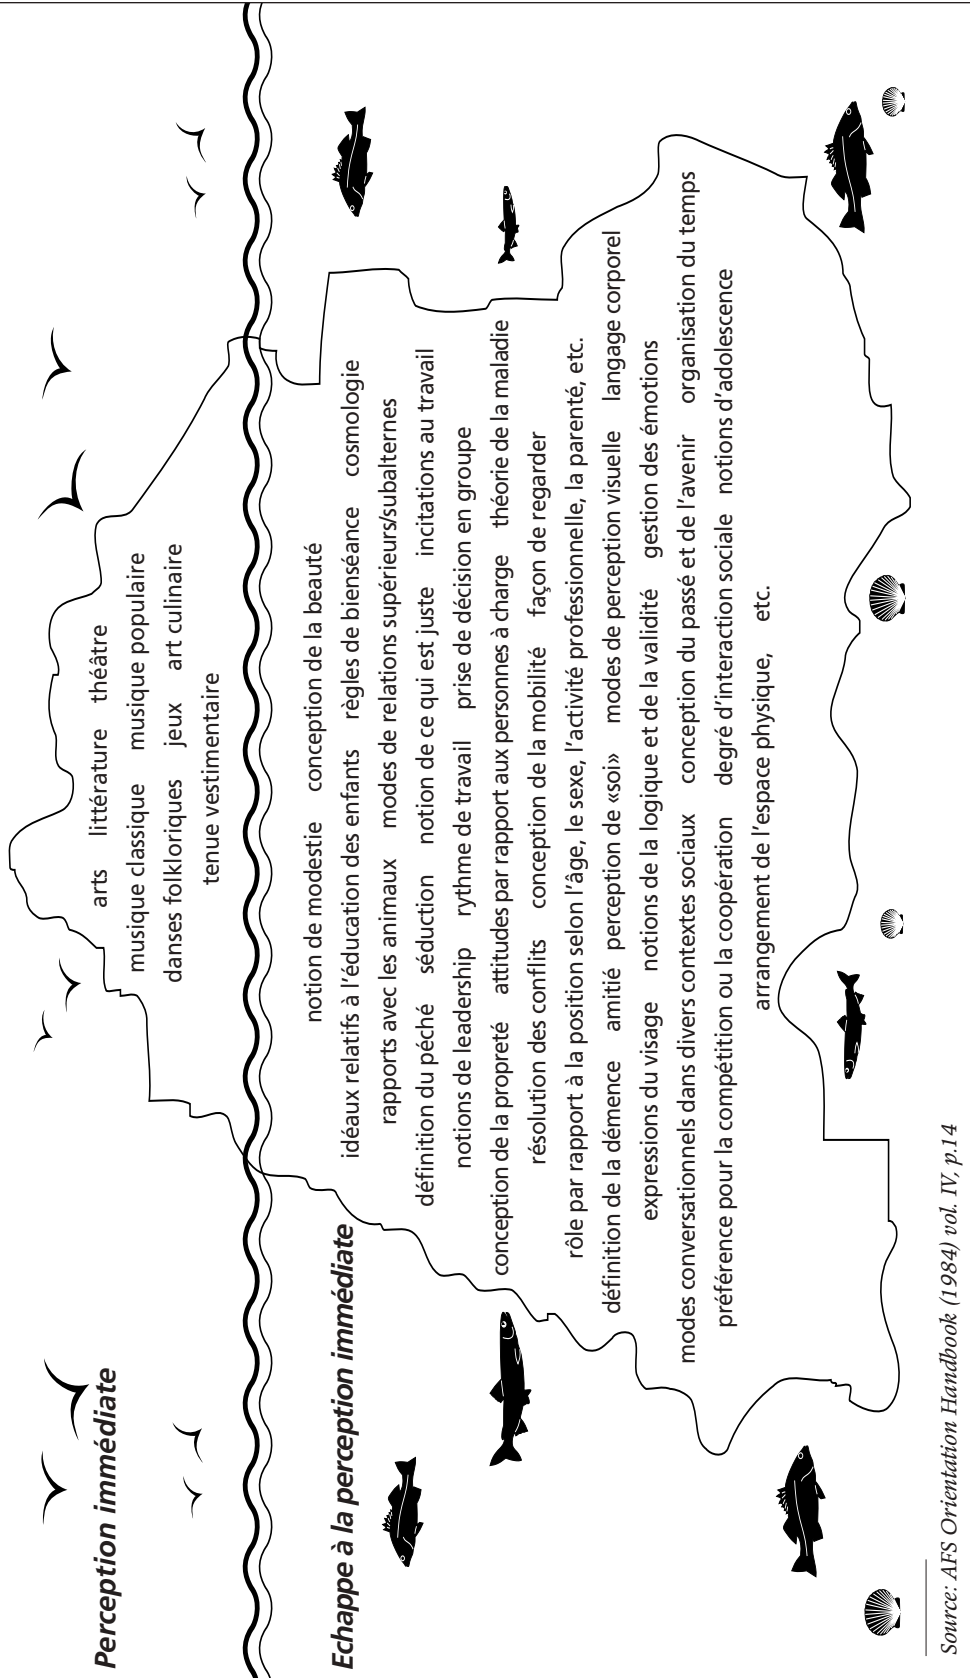 Perception immédiate
arts littérature théâtre
musique classique musique populaire
danses folkloriques jeux art culinaire
tenue vestimentaire
Echappe à la perception immédiate
notion de modestie conception de la beauté
idéaux relatifs à l'éducation des enfants règles de bienséance cosmologie
rapports avec les animaux modes de relations supérieurs/subalternes
définition du péché séduction notion de ce qui est juste incitations au travail
notions de leadership rythme de travail prise de décision en groupe
conception de la propreté attitudes par rapport aux personnes à charge théorie de la maladie
résolution des conflits conception de la mobilité façon de regarder
rôle par rapport à la position selon l'âge, le sexe, l'activité professionnelle, la parenté, etc.
définition de la démence amitié perception de «soi» modes de perception visuelle langage corporel
expressions du visage notions de la logique et de la validité gestion des émotions
modes conversationnels dans divers contextes sociaux conception du passé et de l'avenir organisation du temps
préférence pour la compétition ou la coopération degré d'interaction sociale notions d'adolescence
arrangement de l'espace physique, etc.
Source: AFS Orientation Handbook (1984) vol. IV, p.14